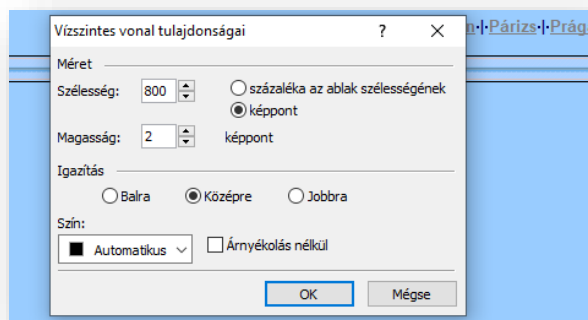 Vízszintes vonal tulajdonságai ? X
n·|·Párizs·|·Prág
Méret
Szélesség: 800 százaléka az ablak szélességének
képpont
Magasság: 2 képpont
Igazítás
Balra Középre Jobbra
Szín:
Automatikus Árnyékolás nélkül
OK Mégse